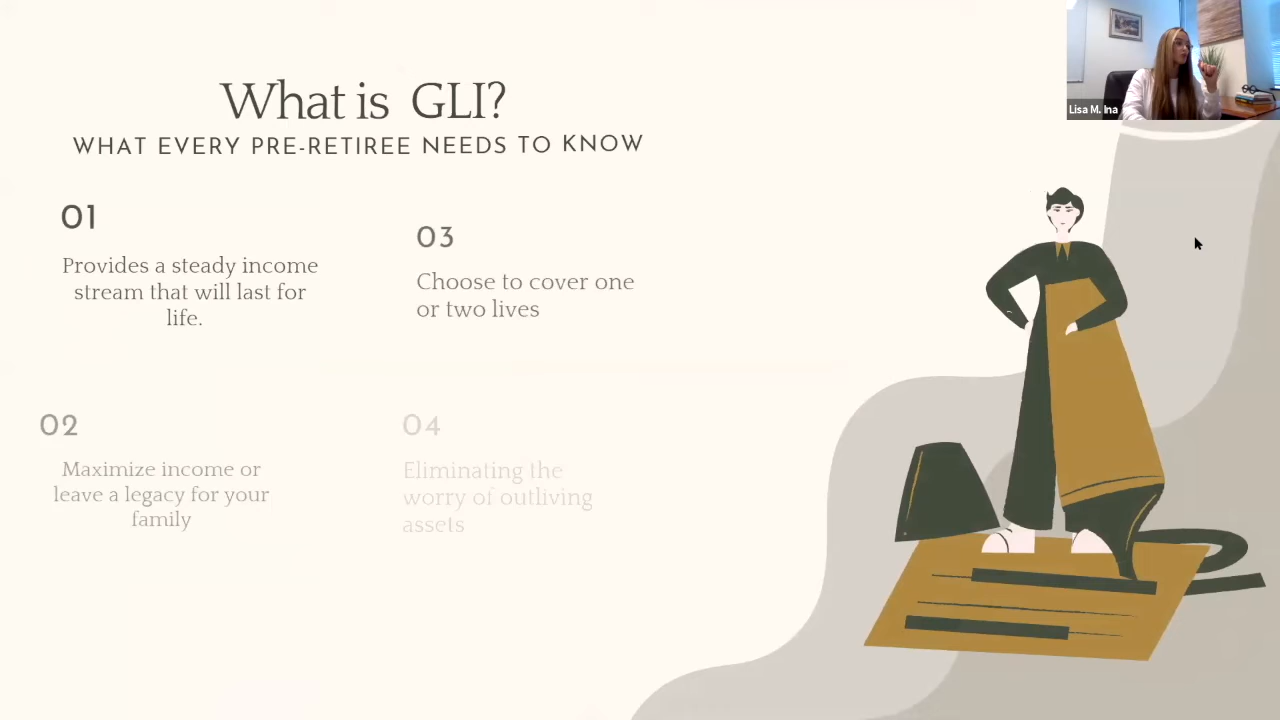 What is GLI?
WHAT EVERY PRE-RETIREE NEEDS TO KNOW
01
Provides a steady income
stream that will last for
life.
02
Maximize income or
leave a legacy for your
family
03
Choose to cover one
or two lives
04
Eliminating the
worry of outliving
assets
Lisa M. Ina